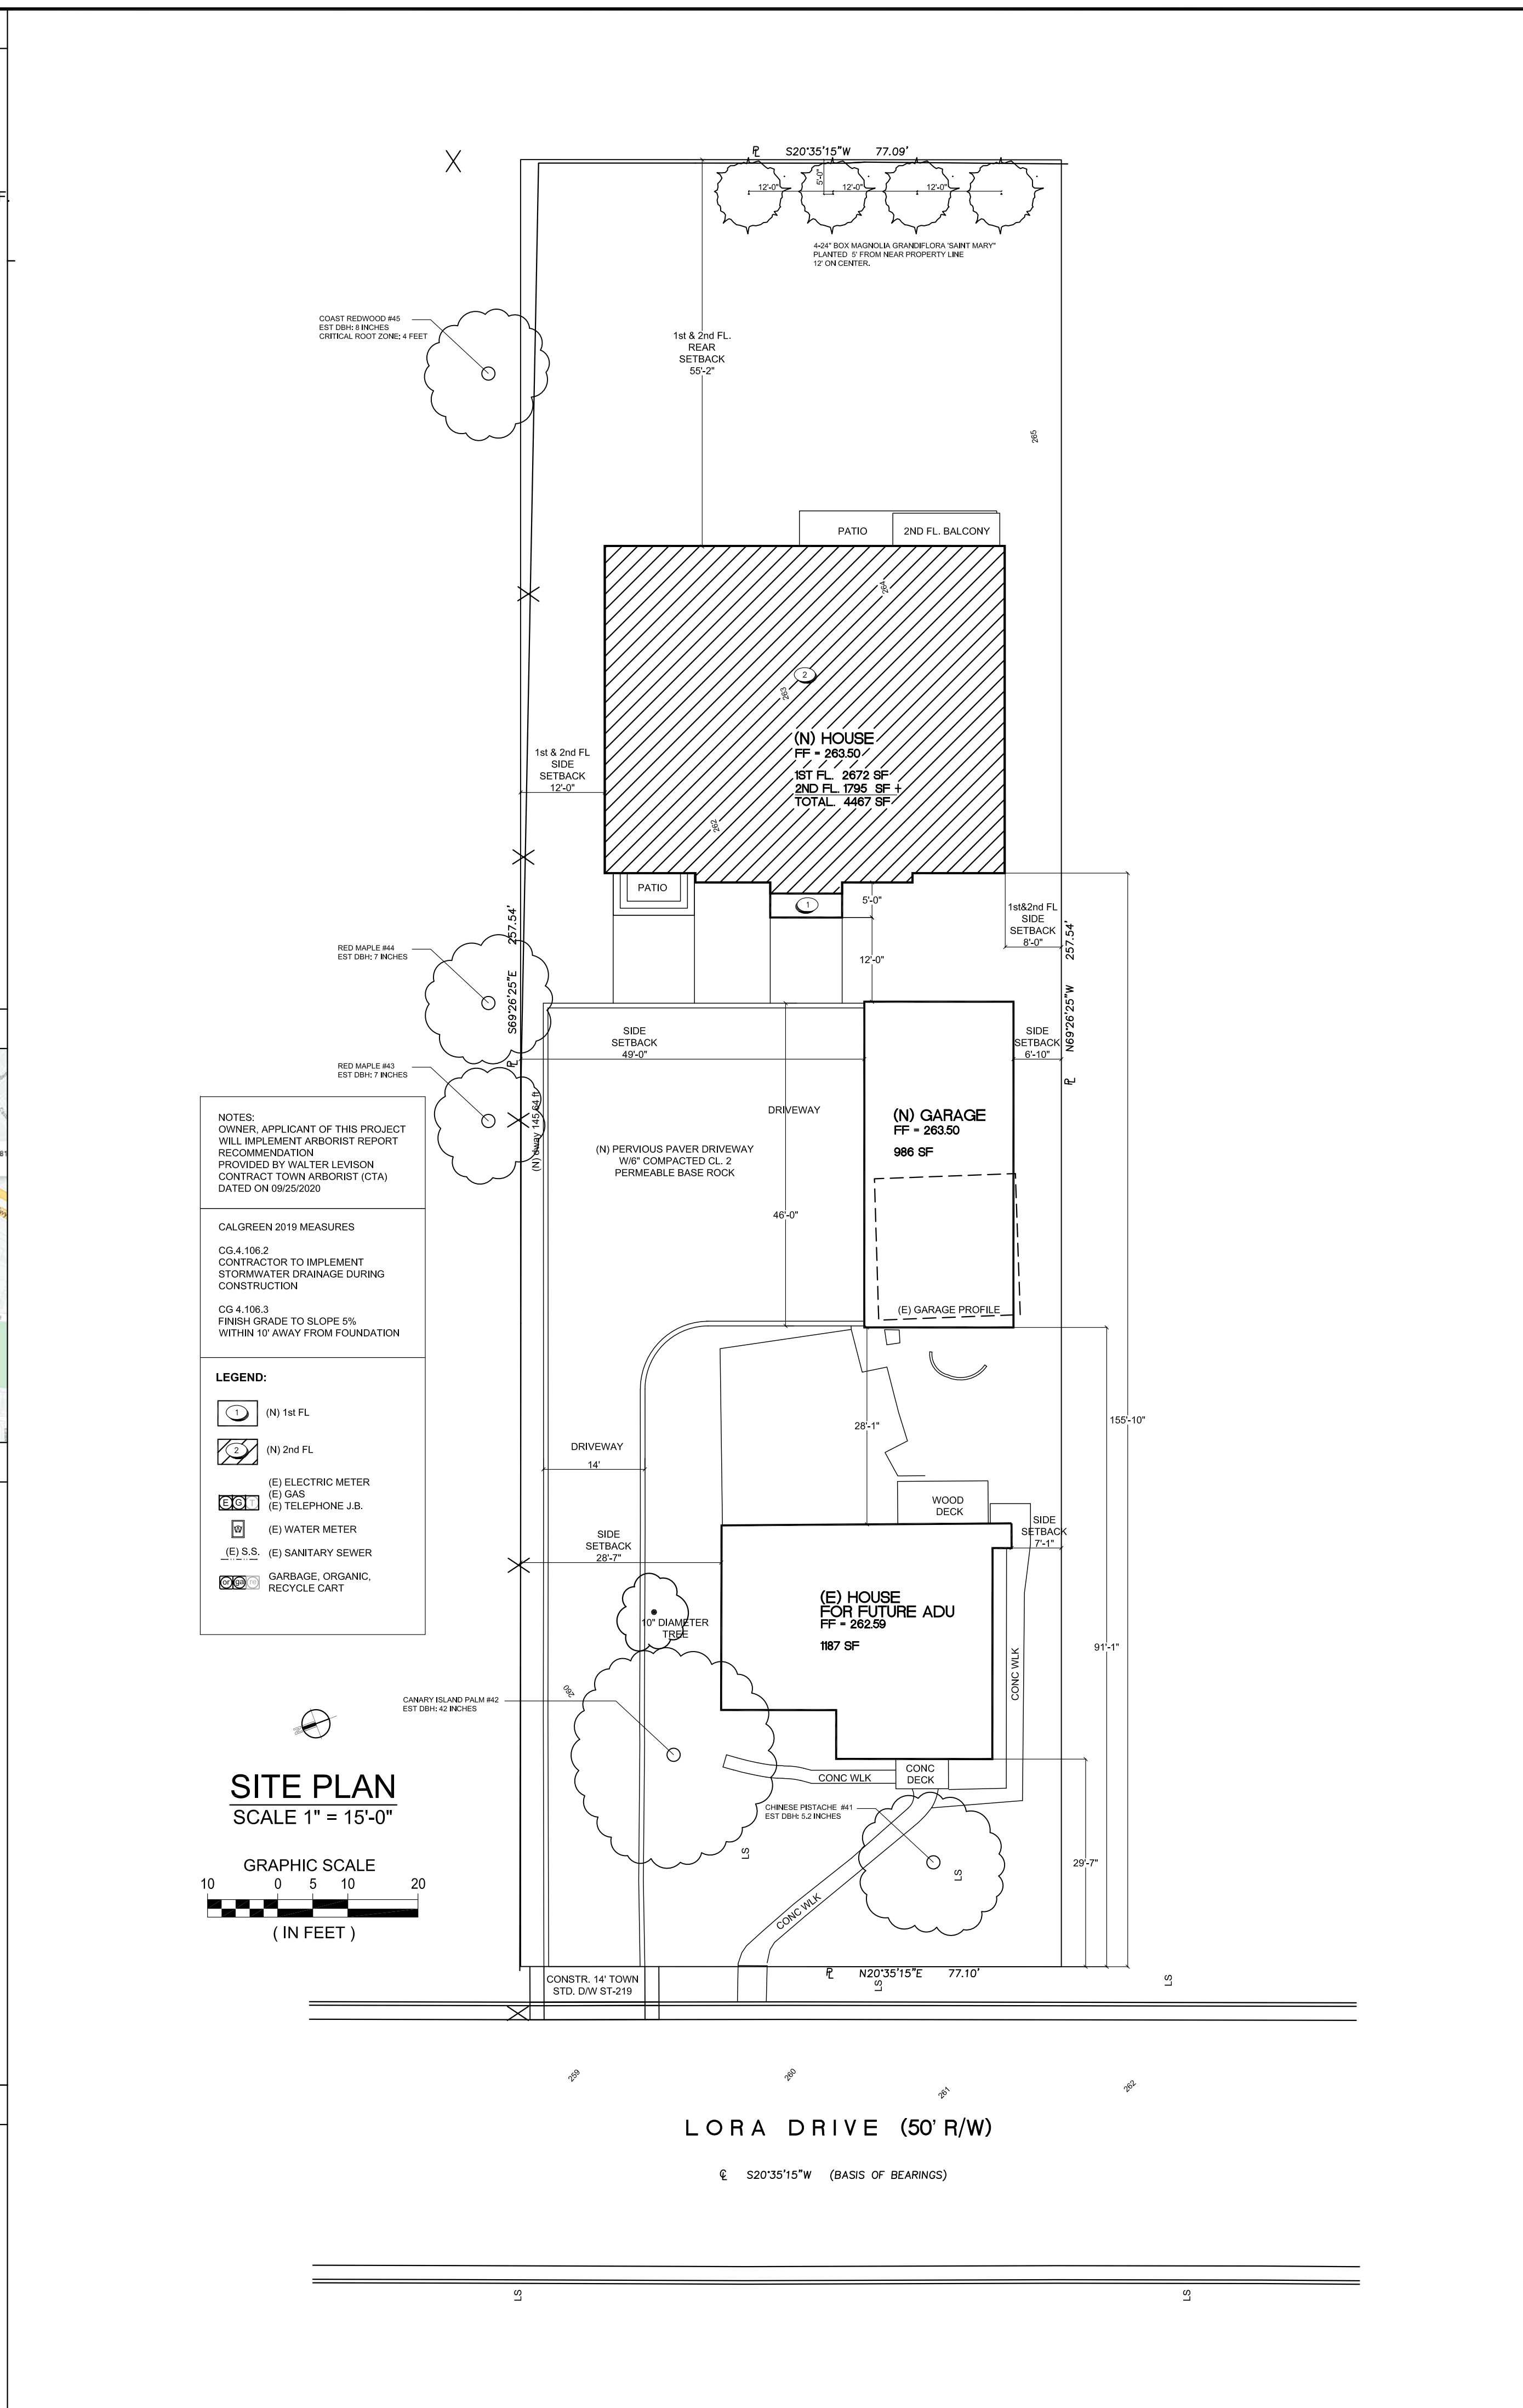 ℄ S20°35'15"W 77.09'
12'-0"
5'-0"
12'-0"
12'-0"
4-24" BOX MAGNOLIA GRANDIFLORA 'SAINT MARY"
PLANTED 5' FROM NEAR PROPERTY LINE
12' ON CENTER.
COAST REDWOOD #45
EST DBH: 8 INCHES
CRITICAL ROOT ZONE: 4 FEET
1st & 2nd FL.
REAR
SETBACK
55'-2"
265
PATIO
2ND FL. BALCONY
264
2
263
(N) HOUSE
FF = 263.50
1ST FL. 2672 SF
2ND FL. 1795 SF +
TOTAL. 4467 SF
262
1st & 2nd FL
SIDE
SETBACK
12'-0"
PATIO
1
5'-0"
12'-0"
1st&2nd FL
SIDE
SETBACK
8'-0"
S69°26'25"E 257.54'
N69°26'25"W 257.54'
RED MAPLE #44
EST DBH: 7 INCHES
SIDE
SETBACK
49'-0"
SIDE
SETBACK
6'-10"
RED MAPLE #43
EST DBH: 7 INCHES
(N) dway 145.64 ft
DRIVEWAY
(N) PERVIOUS PAVER DRIVEWAY
W/6" COMPACTED CL. 2
PERMEABLE BASE ROCK
46'-0"
(N) GARAGE
FF = 263.50
986 SF
(E) GARAGE PROFILE
NOTES:
OWNER, APPLICANT OF THIS PROJECT
WILL IMPLEMENT ARBORIST REPORT
RECOMMENDATION
PROVIDED BY WALTER LEVISON
CONTRACT TOWN ARBORIST (CTA)
DATED ON 09/25/2020
CALGREEN 2019 MEASURES
CG.4.106.2
CONTRACTOR TO IMPLEMENT
STORMWATER DRAINAGE DURING
CONSTRUCTION
CG 4.106.3
FINISH GRADE TO SLOPE 5%
WITHIN 10' AWAY FROM FOUNDATION
LEGEND:
1 (N) 1st FL
2 (N) 2nd FL
(E) ELECTRIC METER
E G T (E) GAS
(E) TELEPHONE J.B.
W (E) WATER METER
(E) S.S. (E) SANITARY SEWER
or ga re GARBAGE, ORGANIC,
RECYCLE CART
28'-1"
155'-10"
DRIVEWAY
14'
WOOD
DECK
SIDE
SETBACK
7'-1"
SIDE
SETBACK
28'-7"
(E) HOUSE
FOR FUTURE ADU
FF = 262.59
1187 SF
10" DIAMETER
TREE
CONC WLK
91'-1"
260
CANARY ISLAND PALM #42
EST DBH: 42 INCHES
CONC WLK
CONC
DECK
CHINESE PISTACHE #41
EST DBH: 5.2 INCHES
LS
LS
CONC WLK
29'-7"
SITE PLAN
SCALE 1" = 15'-0"
GRAPHIC SCALE
10 0 5 10 20
( IN FEET )
CONSTR. 14' TOWN
STD. D/W ST-219
N20°35'15"E 77.10'
LS
LS
259
260
261
262
LORA DRIVE (50' R/W)
℄ S20°35'15"W (BASIS OF BEARINGS)
LS
LS